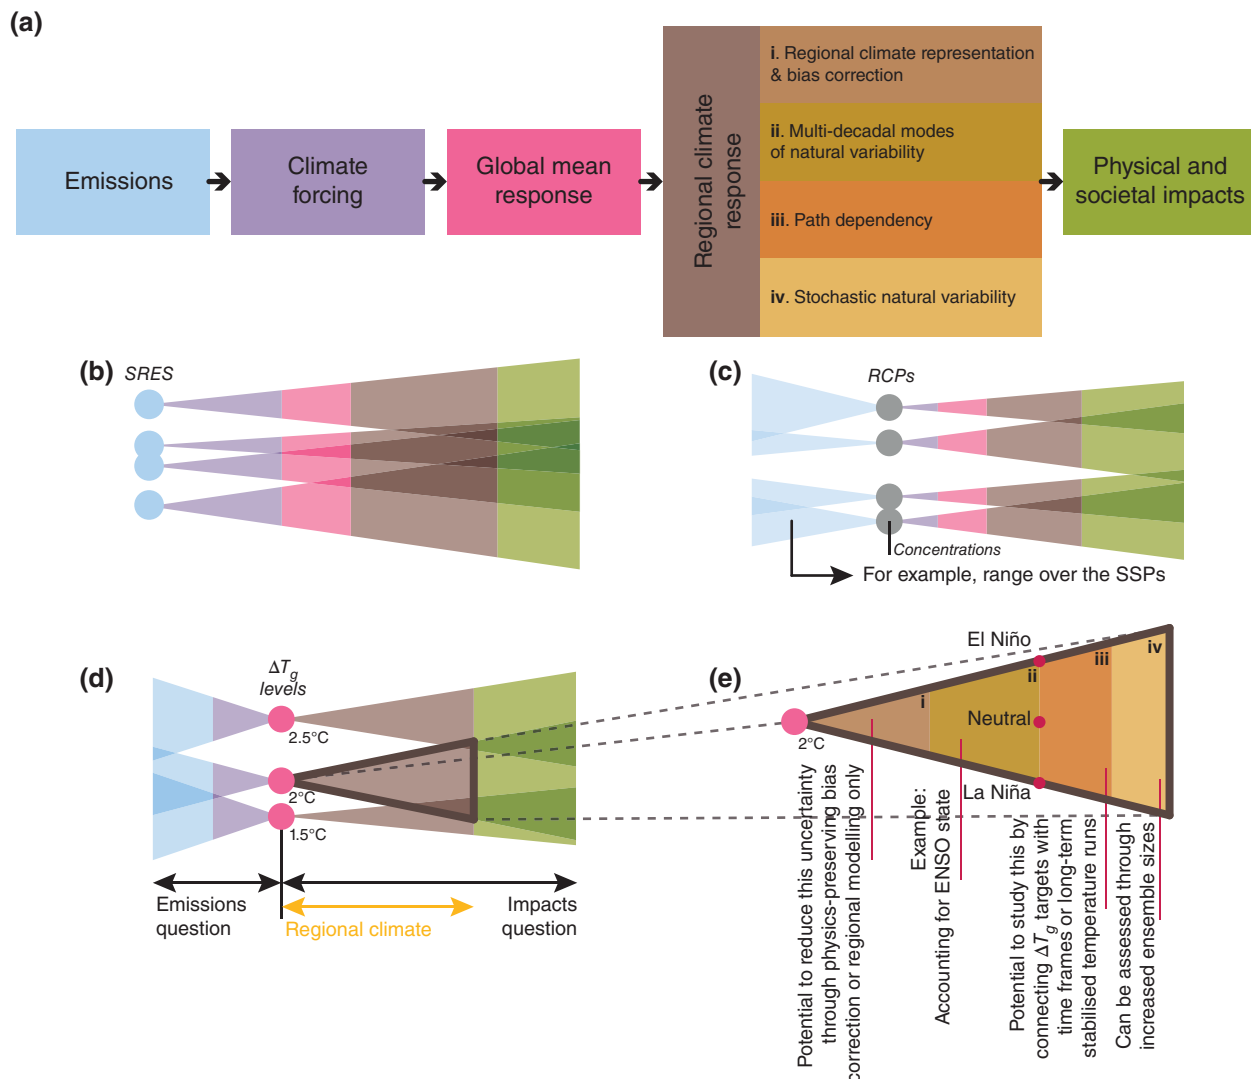 (a)
Emissions
Climate
forcing
Global mean
response
Regional climate
response
i. Regional climate representation
& bias correction
ii. Multi-decadal modes
of natural variability
iii. Path dependency
iv. Stochastic natural variability
Physical and
societal impacts
(b)
SRES
(c)
RCPs
Concentrations
For example, range over the SSPs
(d)
ΔTg
levels
2.5°C
2°C
1.5°C
Emissions
question
Regional climate
Impacts
question
(e)
El Niño
Neutral
La Niña
2°C
i
ii
iii
iv
Potential to reduce this uncertainty
through physics-preserving bias
correction or regional modelling only
Example:
Accounting for ENSO state
Potential to study this by
connecting ΔTg targets with
time frames or long-term
stabilised temperature runs
Can be assessed through
increased ensemble sizes